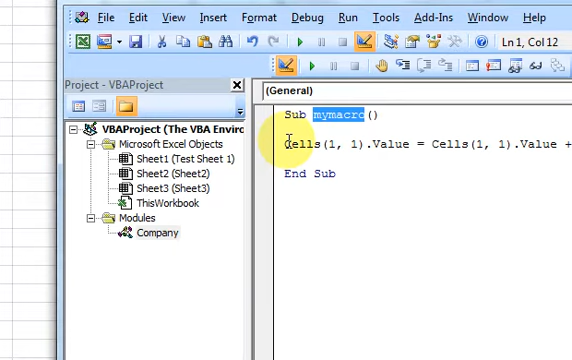 File Edit View Insert Format Debug Run Tools Add-Ins Window Help
Ln 1, Col 12
Project - VBAProject
(General)
VBAProject (The VBA Enviro
Microsoft Excel Objects
Sheet1 (Test Sheet 1)
Sheet2 (Sheet2)
Sheet3 (Sheet3)
ThisWorkbook
Modules
Company
Sub mymacro()
Cells(1, 1).Value = Cells(1, 1).Value +
End Sub